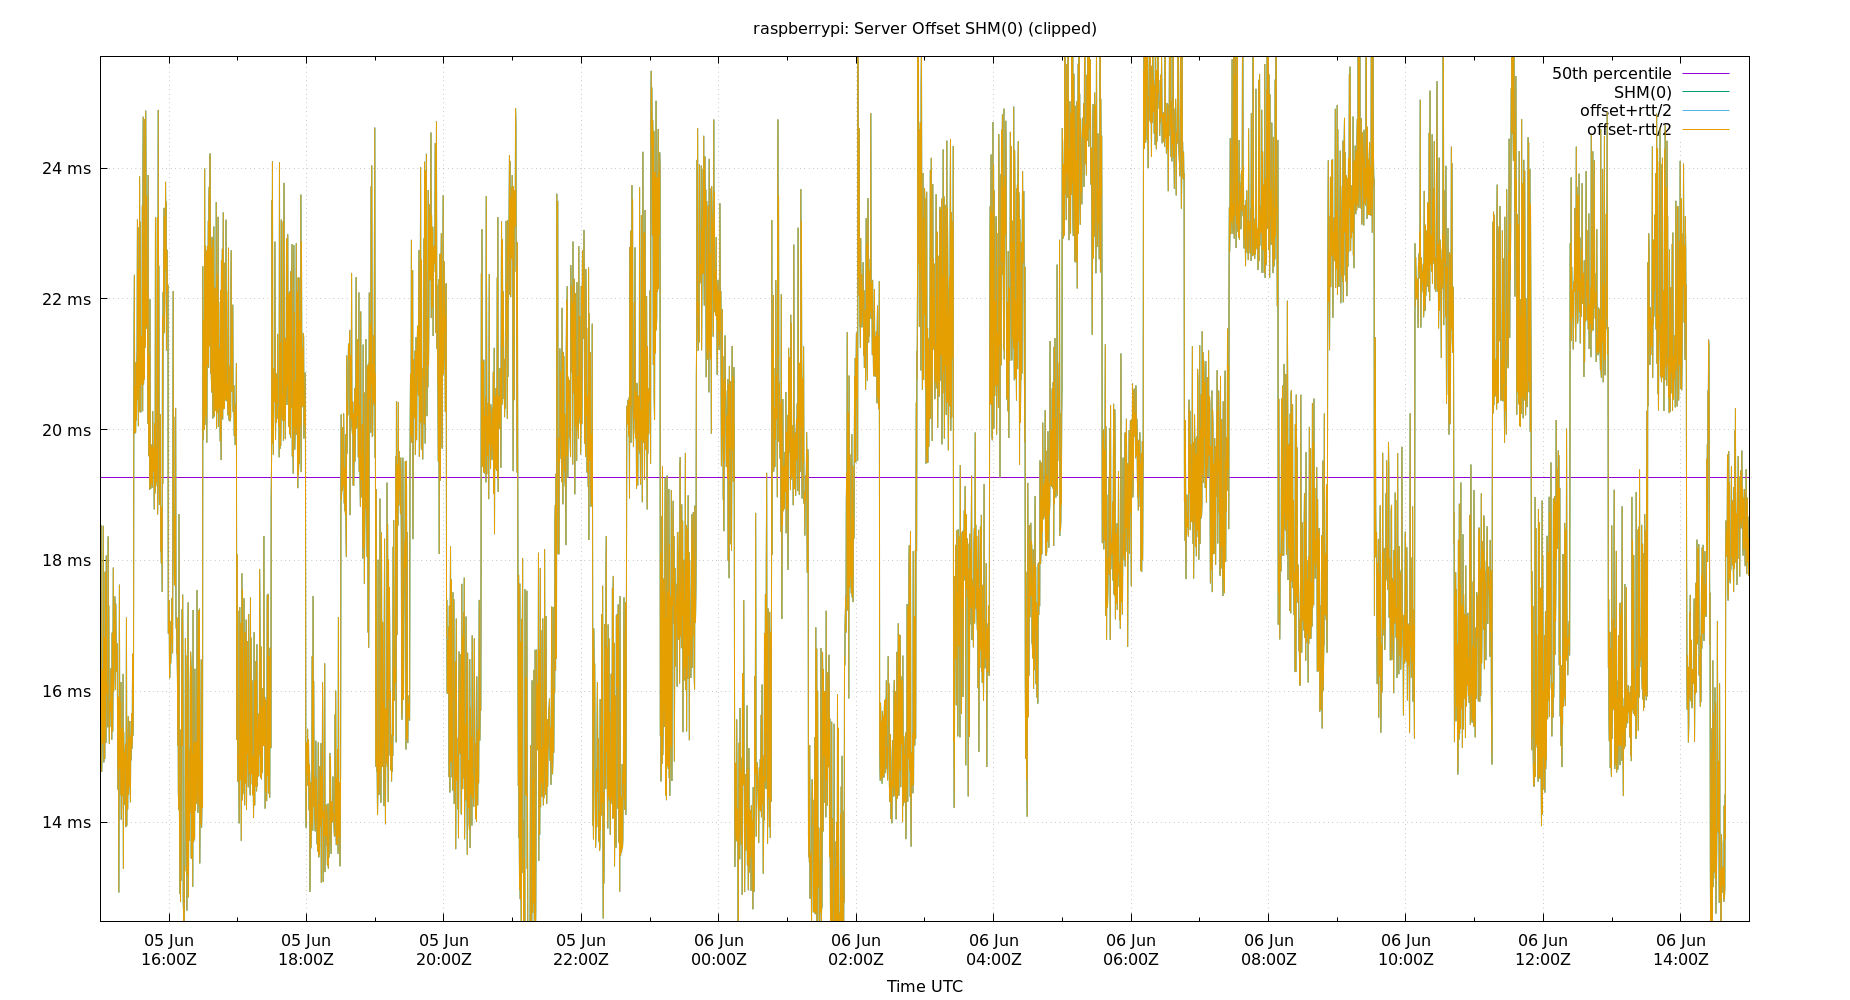 raspberrypi: Server Offset SHM(0) (clipped)
50th percentile
SHM(0)
offset+rtt/2
offset-rtt/2
24 ms
22 ms
20 ms
18 ms
16 ms
14 ms
05 Jun 05 Jun 05 Jun 05 Jun 06 Jun 06 Jun 06 Jun 06 Jun 06 Jun 06 Jun 06 Jun 06 Jun
16:00Z 18:00Z 20:00Z 22:00Z 00:00Z 02:00Z 04:00Z 06:00Z 08:00Z 10:00Z 12:00Z 14:00Z
Time UTC